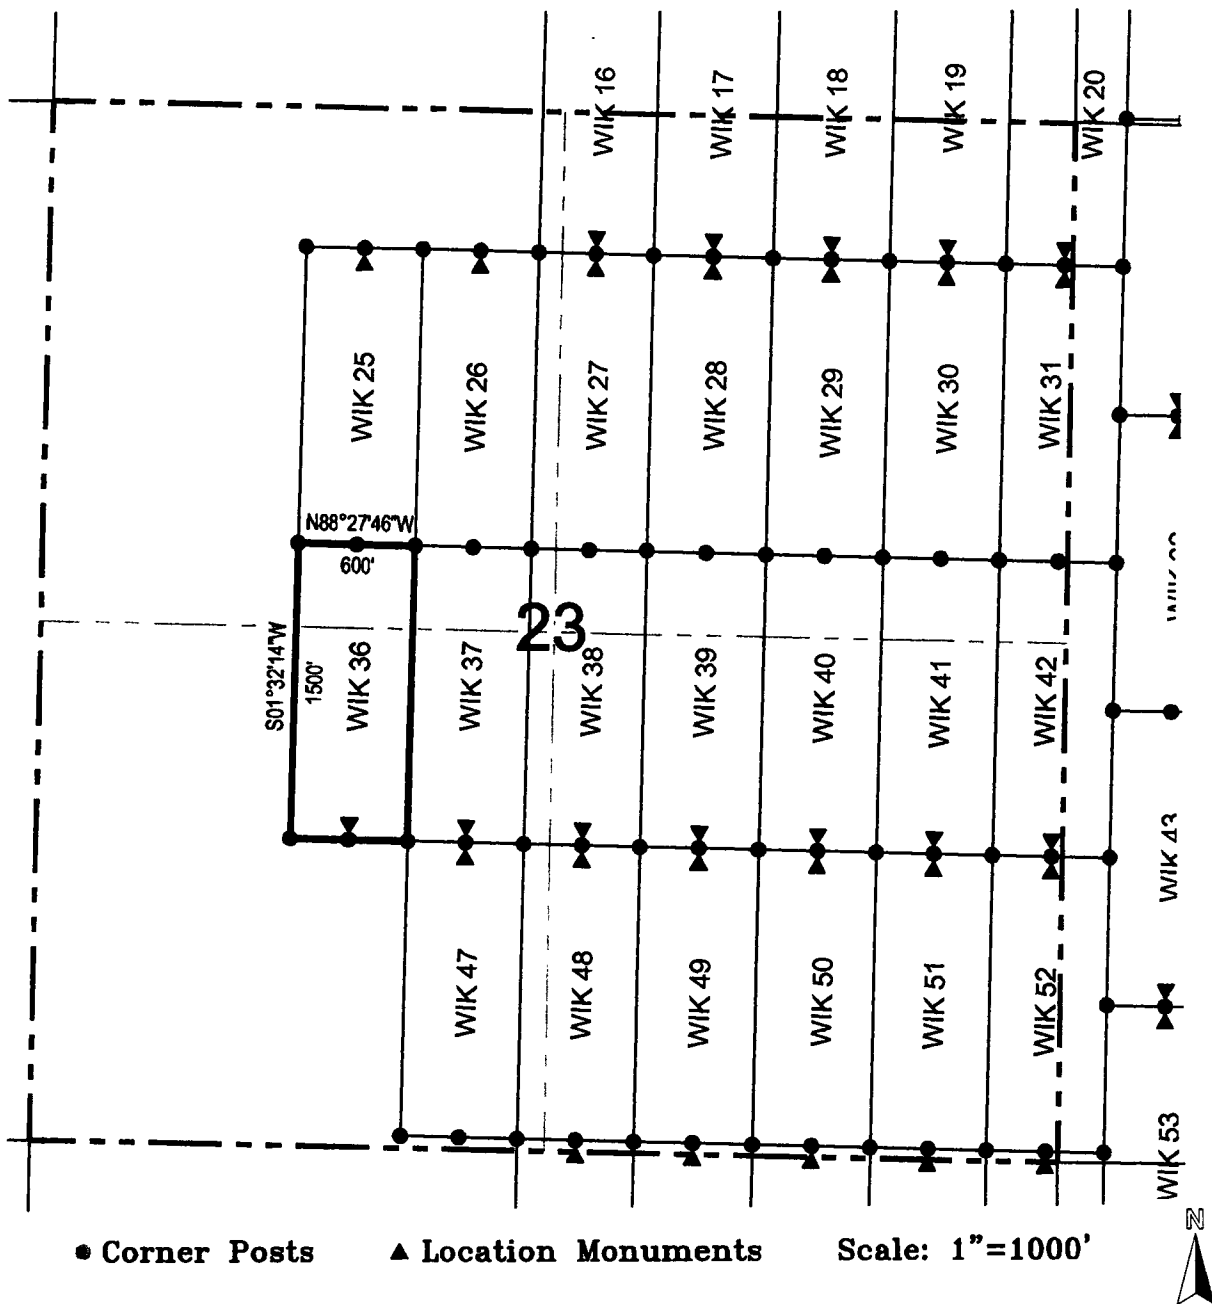 WIK 16
WIK 17
WIK 18
WIK 19
WIK 20
WIK 25
WIK 26
WIK 27
WIK 28
WIK 29
WIK 30
WIK 31
N88°27'46"W
600'
23
S01°32'14"W
1500'
WIK 36
WIK 37
WIK 38
WIK 39
WIK 40
WIK 41
WIK 42
WIK 43
WIK 47
WIK 48
WIK 49
WIK 50
WIK 51
WIK 52
WIK 53
N
Corner Posts
Location Monuments
Scale: 1"=1000'